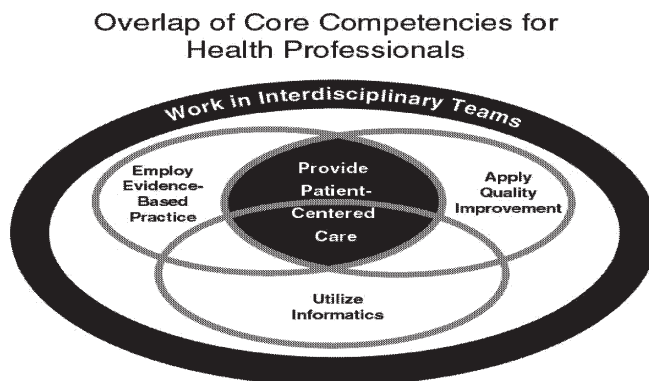 Overlap of Core Competencies for
Health Professionals
Work in Interdisciplinary Teams
Employ
Evidence-
Based
Practice
Provide
Patient-
Centered
Care
Apply
Quality
Improvement
Utilize
Informatics